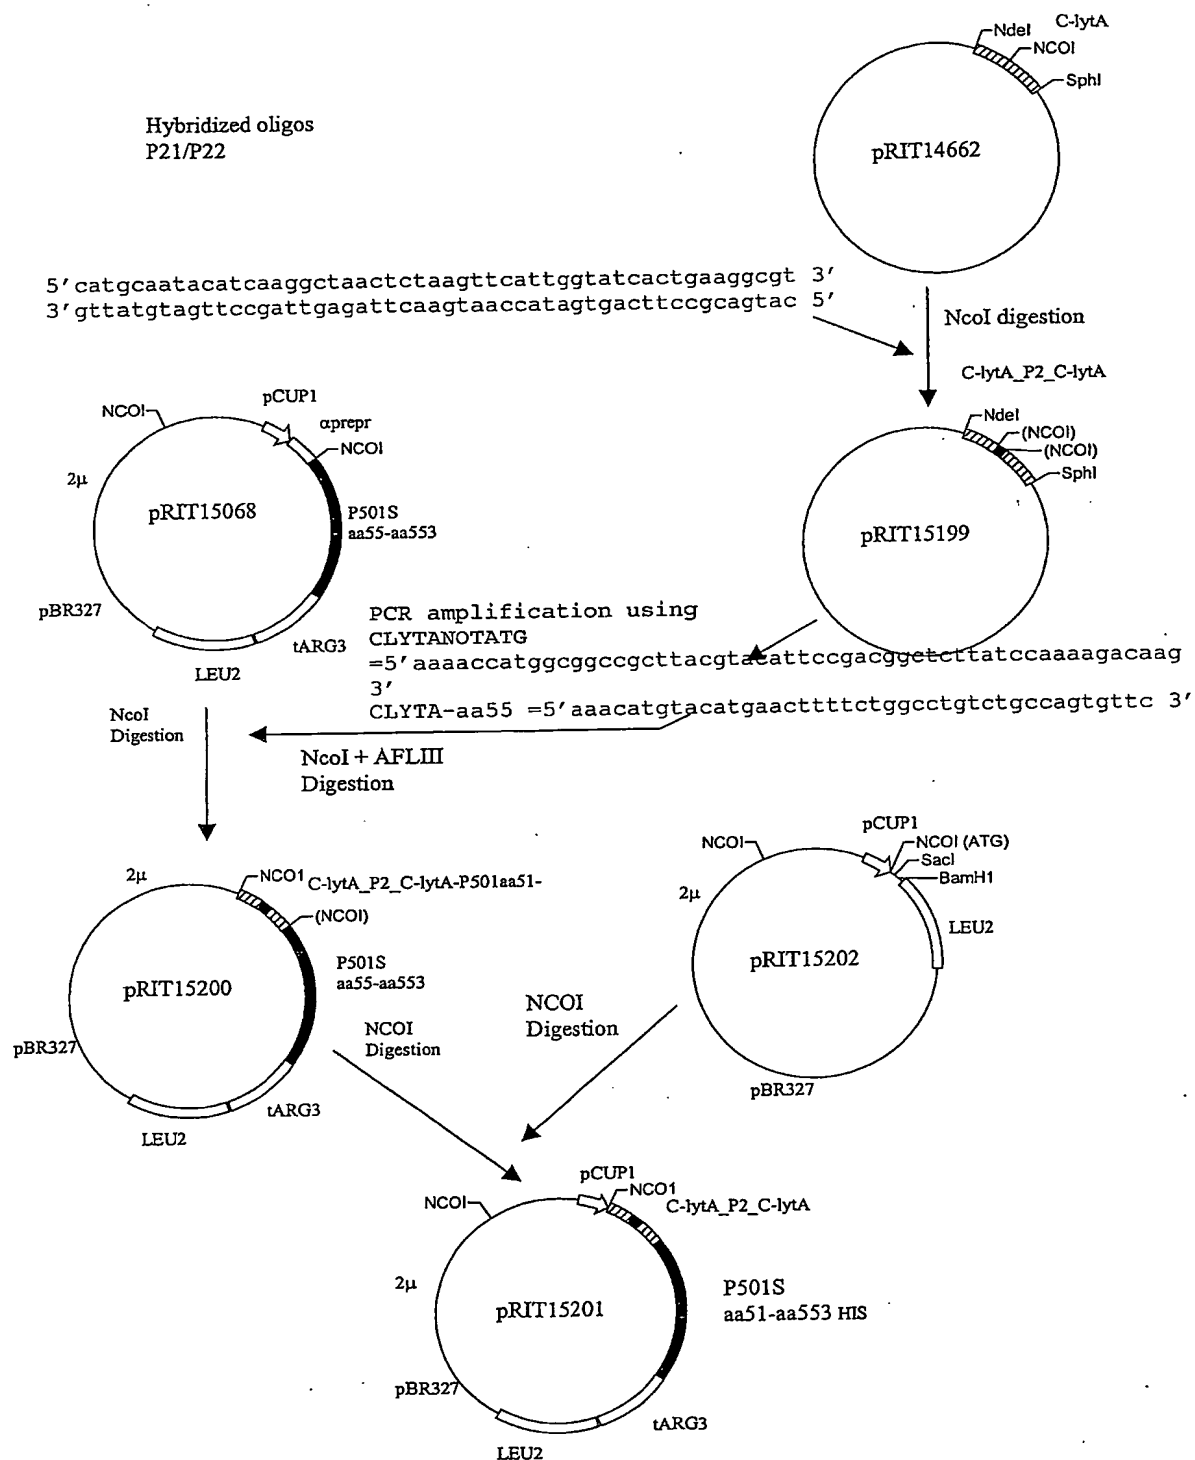 NdeI
C-lytA
NCOI
SphI
pRIT14662
Hybridized oligos
P21/P22
5′catgcaatacatcaaggctaactctaagttcattggtatcactgaaggcgt 3′
3′gttatgtagttccgattgagattcaagtaaccatagtgacttccgcagtac 5′
NcoI digestion
C-lytA_P2_C-lytA
NdeI
(NCOI)
(NCOI)
SphI
pRIT15199
pCUP1
NCOI
αprepr
NCOI
2μ
pRIT15068
P501S
aa55-aa553
pBR327
tARG3
LEU2
PCR amplification using
CLYTANOTATG
=5′aaaaccatggcggccgcttacgtacattccgacggctcttatccaaaagacaag
3′
CLYTA-aa55 =5′aaacatgtacatgaacttttctggcctgtctgccagtgttc 3′
NcoI
Digestion
NcoI + AFLIII
Digestion
2μ
NCO1
C-lytA_P2_C-lytA-P501aa51-
(NCOI)
pRIT15200
P501S
aa55-aa553
pBR327
tARG3
LEU2
NCOI
Digestion
pCUP1
NCOI
NCOI (ATG)
SacI
BamH1
2μ
LEU2
pRIT15202
pBR327
NCOI
Digestion
pCUP1
NCOI
NCO1
C-lytA_P2_C-lytA
2μ
pRIT15201
P501S
aa51-aa553 HIS
pBR327
tARG3
LEU2